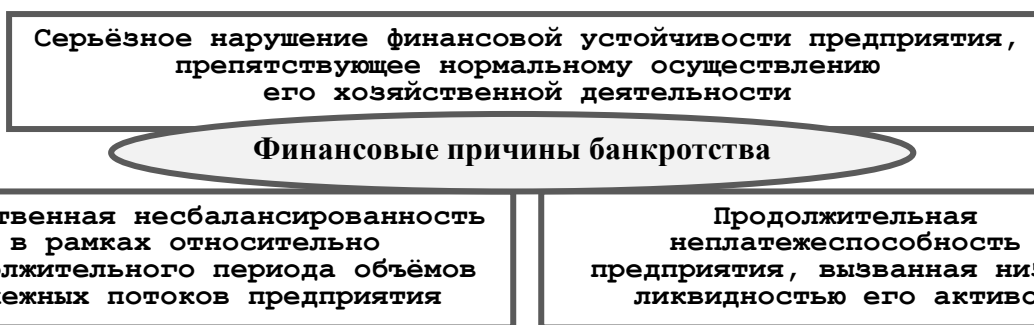 Серьёзное нарушение финансовой устойчивости предприятия,
препятствующее нормальному осуществлению
его хозяйственной деятельности
Финансовые причины банкротства
несбалансированность
в рамках относительно
периода объёмов
потоков предприятия
Продолжительная
неплатежеспособность
предприятия, вызванная
ликвидностью его